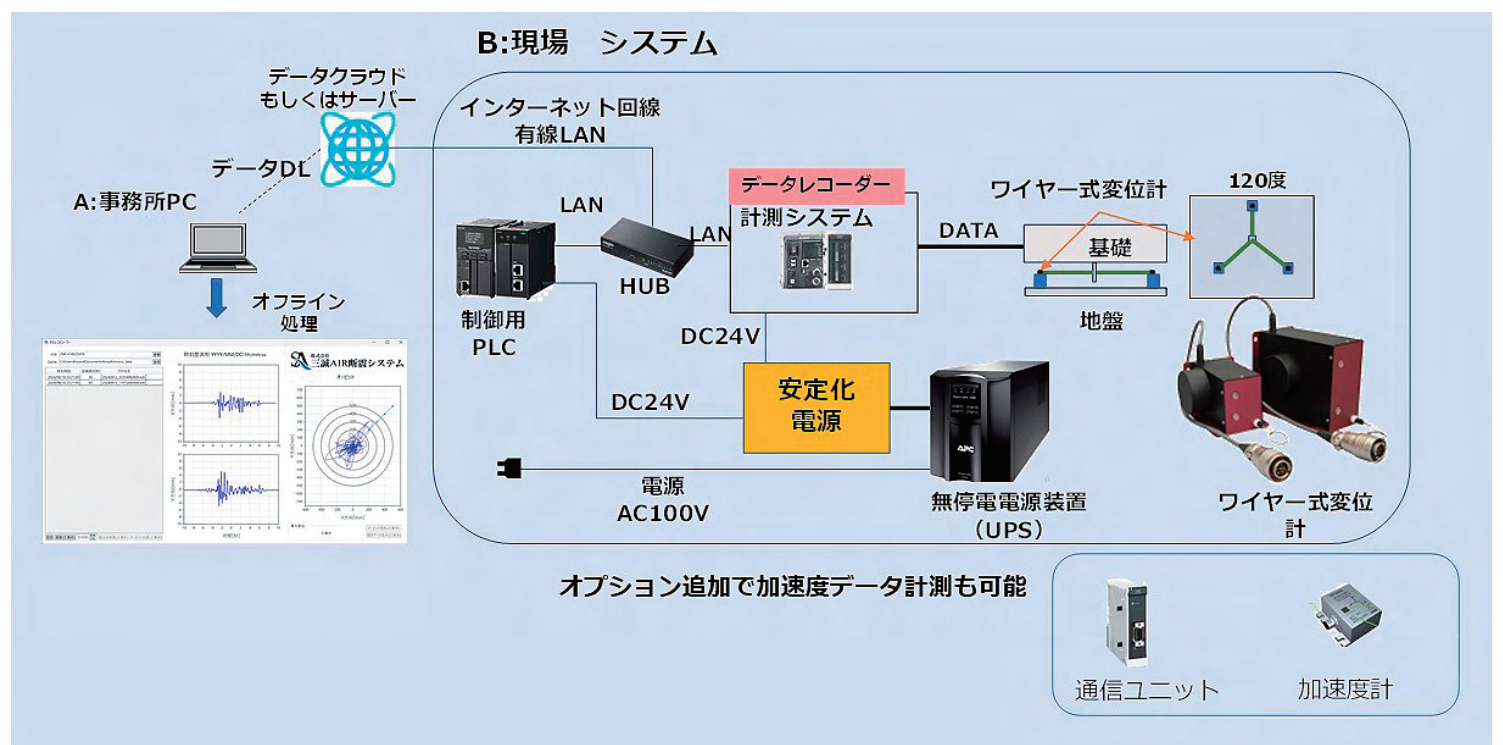 B:現場　システム
データクラウド
もしくはサーバー
インターネット回線
有線LAN
データDL
A:事務所PC
オフライン
処理
LAN
HUB
LAN
制御用
PLC
データレコーダー
計測システム
DATA
ワイヤー式変位計
120度
基礎
地盤
DC24V
DC24V
安定化
電源
APC
電源
AC100V
無停電電源装置
（UPS）
ワイヤー式変位
計
株式会社
三誠AIR断震システム
オービット
オプション追加で加速度データ計測も可能
通信ユニット
加速度計